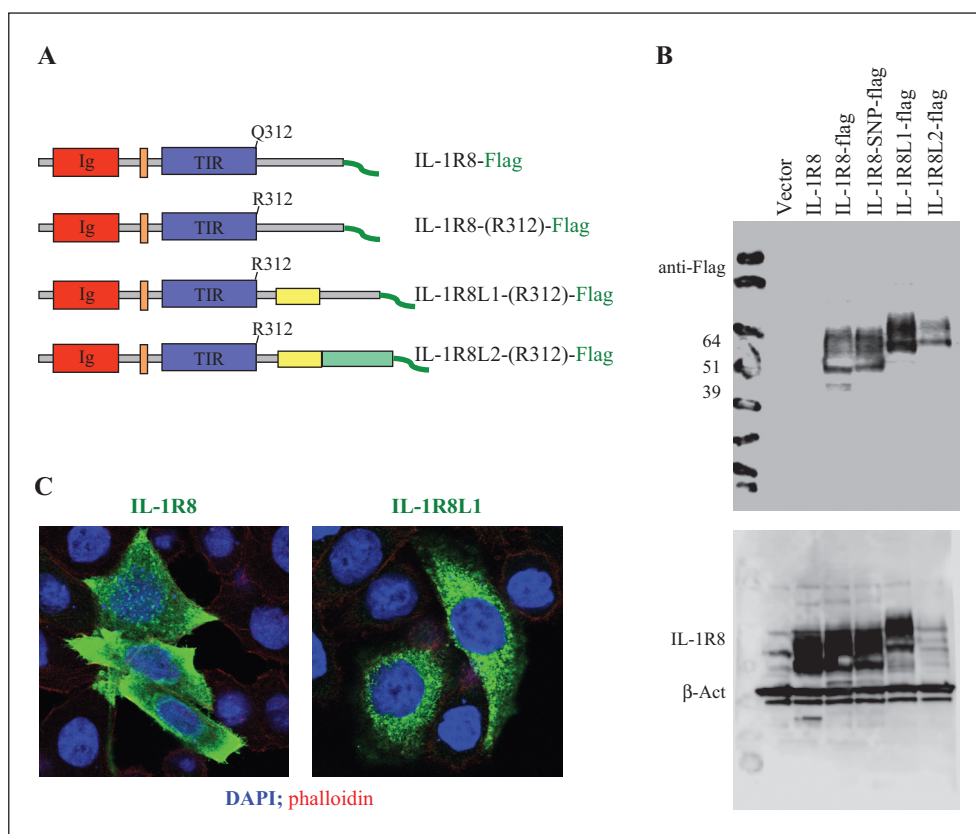 A
Q312
Ig
TIR
IL-1R8-Flag
R312
Ig
TIR
IL-1R8-(R312)-Flag
R312
Ig
TIR
IL-1R8L1-(R312)-Flag
R312
Ig
TIR
IL-1R8L2-(R312)-Flag
B
Vector
IL-1R8
IL-1R8-flag
IL-1R8-SNP-flag
IL-1R8L1-flag
IL-1R8L2-flag
anti-Flag
64
51
39
IL-1R8
β-Act
C
IL-1R8
IL-1R8L1
DAPI; phalloidin